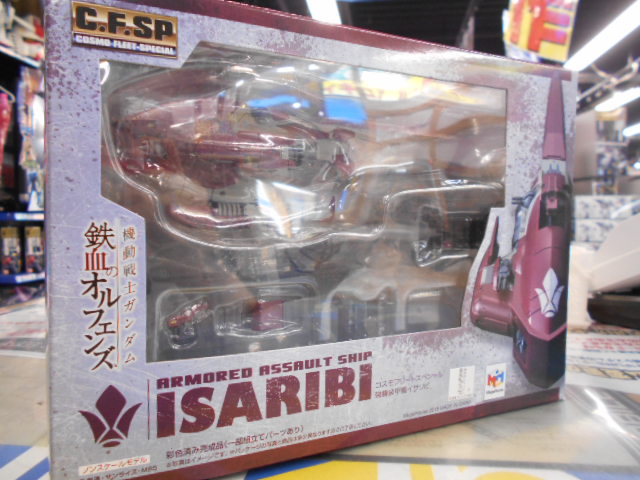 C.F.SP
COSMO FLEET SPECIAL
機動戦士ガンダム
鉄血のオルフェンズ
ARMORED ASSAULT SHIP
ISARIBI
コスモフリートスペシャル
強襲装甲艦イサリビ
彩色済み完成品(一部組立てパーツあり)
ノンスケールモデル
MegaHouse